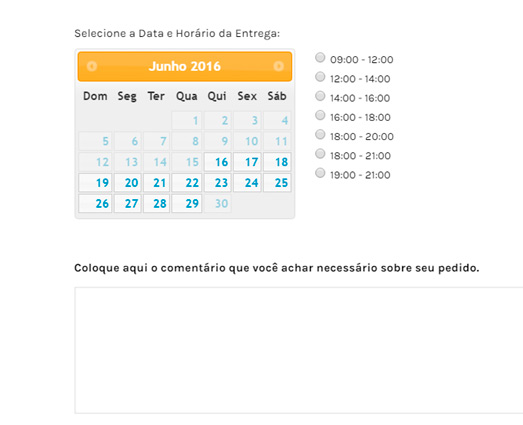 Selecione a Data e Horário da Entrega:
Junho 2016
Dom Seg Ter Qua Qui Sex Sáb
1 2 3 4
5 6 7 8 9 10 11
12 13 14 15 16 17 18
19 20 21 22 23 24 25
26 27 28 29 30
09:00 - 12:00
12:00 - 14:00
14:00 - 16:00
16:00 - 18:00
18:00 - 20:00
18:00 - 21:00
19:00 - 21:00
Coloque aqui o comentário que você achar necessário sobre seu pedido.